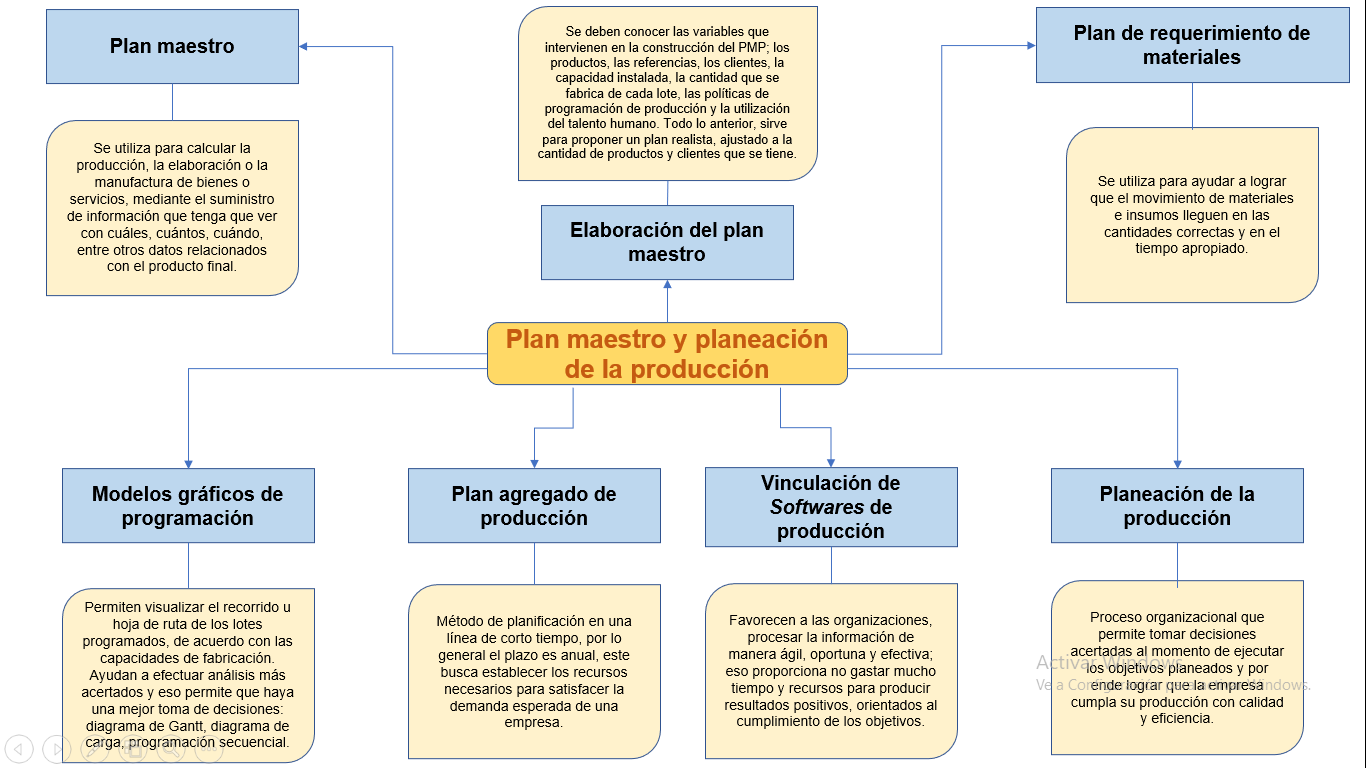 Plan maestro
Se utiliza para calcular la
producción, la elaboración o la
manufactura de bienes o
servicios, mediante el suministro
de información que tenga que ver
con cuáles, cuántos, cuándo,
entre otros datos relacionados
con el producto final.
Se deben conocer las variables que
intervienen en la construcción del PMP; los
productos, las referencias, los clientes, la
capacidad instalada, la cantidad que se
fabrica de cada lote, las políticas de
programación de producción y la utilización
del talento humano. Todo lo anterior, sirve
para proponer un plan realista, ajustado a la
cantidad de productos y clientes que se tiene.
Elaboración del plan
maestro
Plan de requerimiento de
materiales
Se utiliza para ayudar a lograr
que el movimiento de materiales
e insumos lleguen en las
cantidades correctas y en el
tiempo apropiado.
Plan maestro y planeación
de la producción
Modelos gráficos de
programación
Permiten visualizar el recorrido u
hoja de ruta de los lotes
programados, de acuerdo con las
capacidades de fabricación.
Ayudan a efectuar análisis más
acertados y eso permite que haya
una mejor toma de decisiones:
diagrama de Gantt, diagrama de
carga, programación secuencial.
Plan agregado de
producción
Método de planificación en una
línea de corto tiempo, por lo
general el plazo es anual, este
busca establecer los recursos
necesarios para satisfacer la
demanda esperada de una
empresa.
Vinculación de
Softwares de
producción
Favorecen a las organizaciones,
procesar la información de
manera ágil, oportuna y efectiva;
eso proporciona no gastar mucho
tiempo y recursos para producir
resultados positivos, orientados al
cumplimiento de los objetivos.
Planeación de la
producción
Proceso organizacional que
permite tomar decisiones
acertadas al momento de ejecutar
los objetivos planeados y por
ende lograr que la empresa
cumpla su producción con calidad
y eficiencia.
Activar Windows
Ve a Configuración para activar Windows.